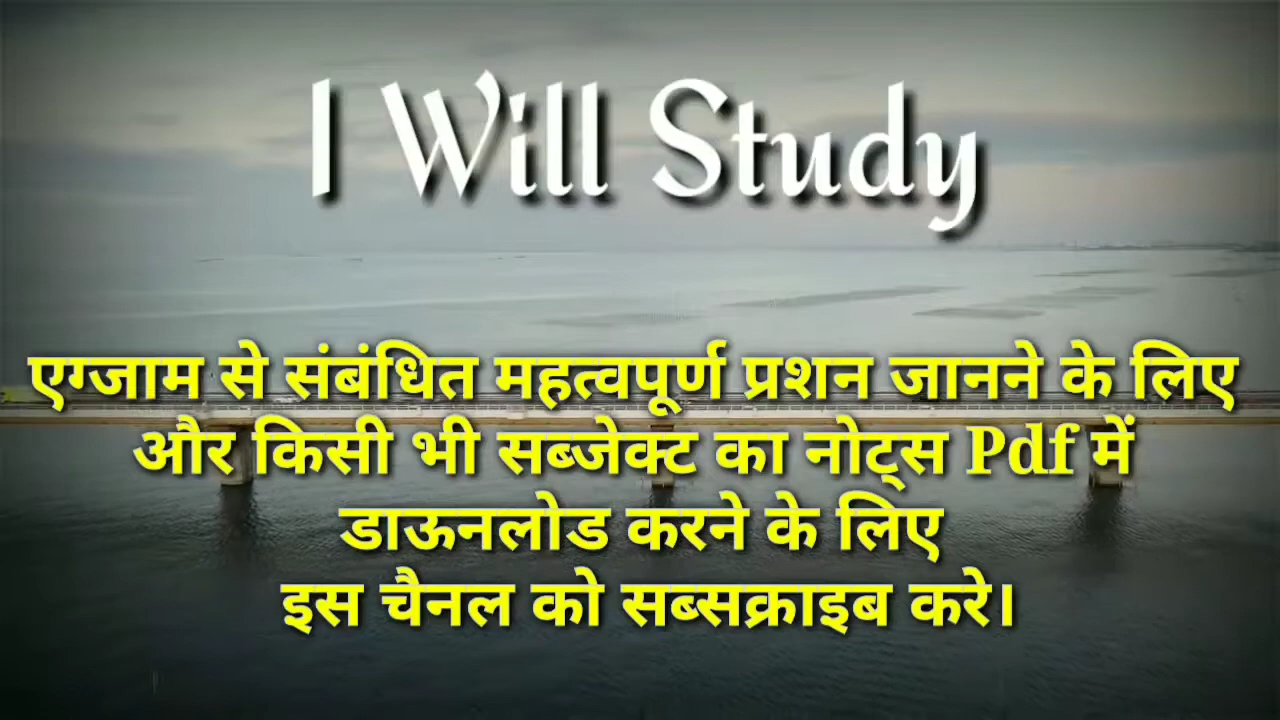 I Will Study
एग्जाम से संबंधित महत्वपूर्ण प्रशन जानने के लिए
और किसी भी सब्जेक्ट का नोट्स Pdf में
डाऊनलोड करने के लिए
इस चैनल को सब्सक्राइब करे।